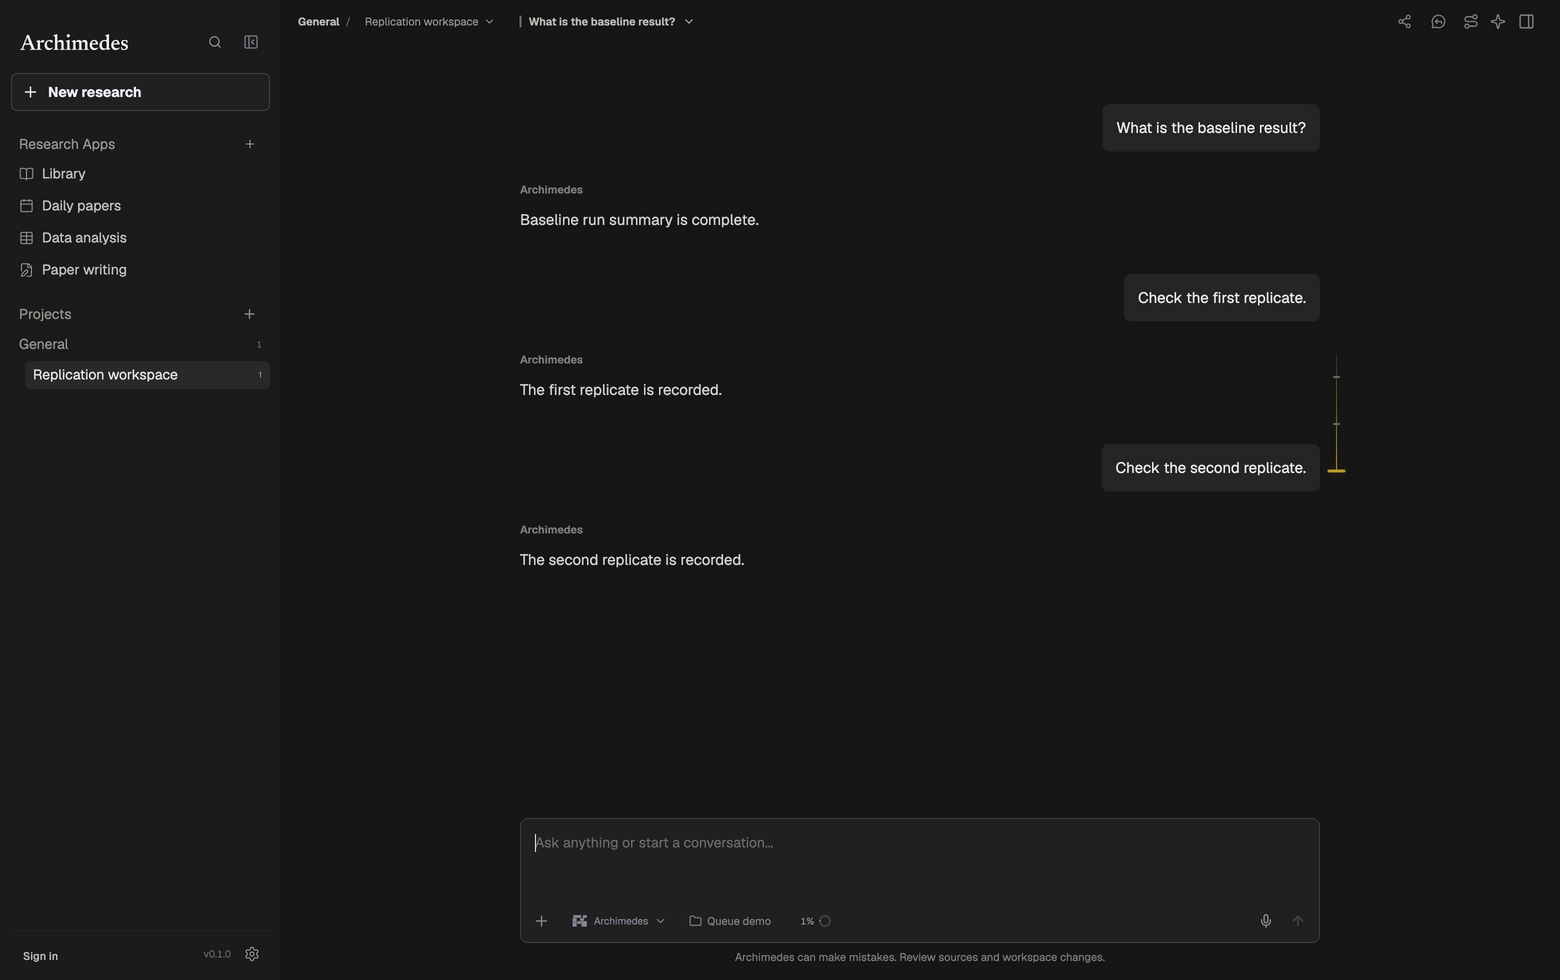 Archimedes
New research
Research Apps
Library
Daily papers
Data analysis
Paper writing
Projects
General 1
Replication workspace 1
Sign in v0.1.0
General / Replication workspace What is the baseline result?
What is the baseline result?
Archimedes
Baseline run summary is complete.
Check the first replicate.
Archimedes
The first replicate is recorded.
Check the second replicate.
Archimedes
The second replicate is recorded.
Ask anything or start a conversation...
Archimedes Queue demo 1%
Archimedes can make mistakes. Review sources and workspace changes.